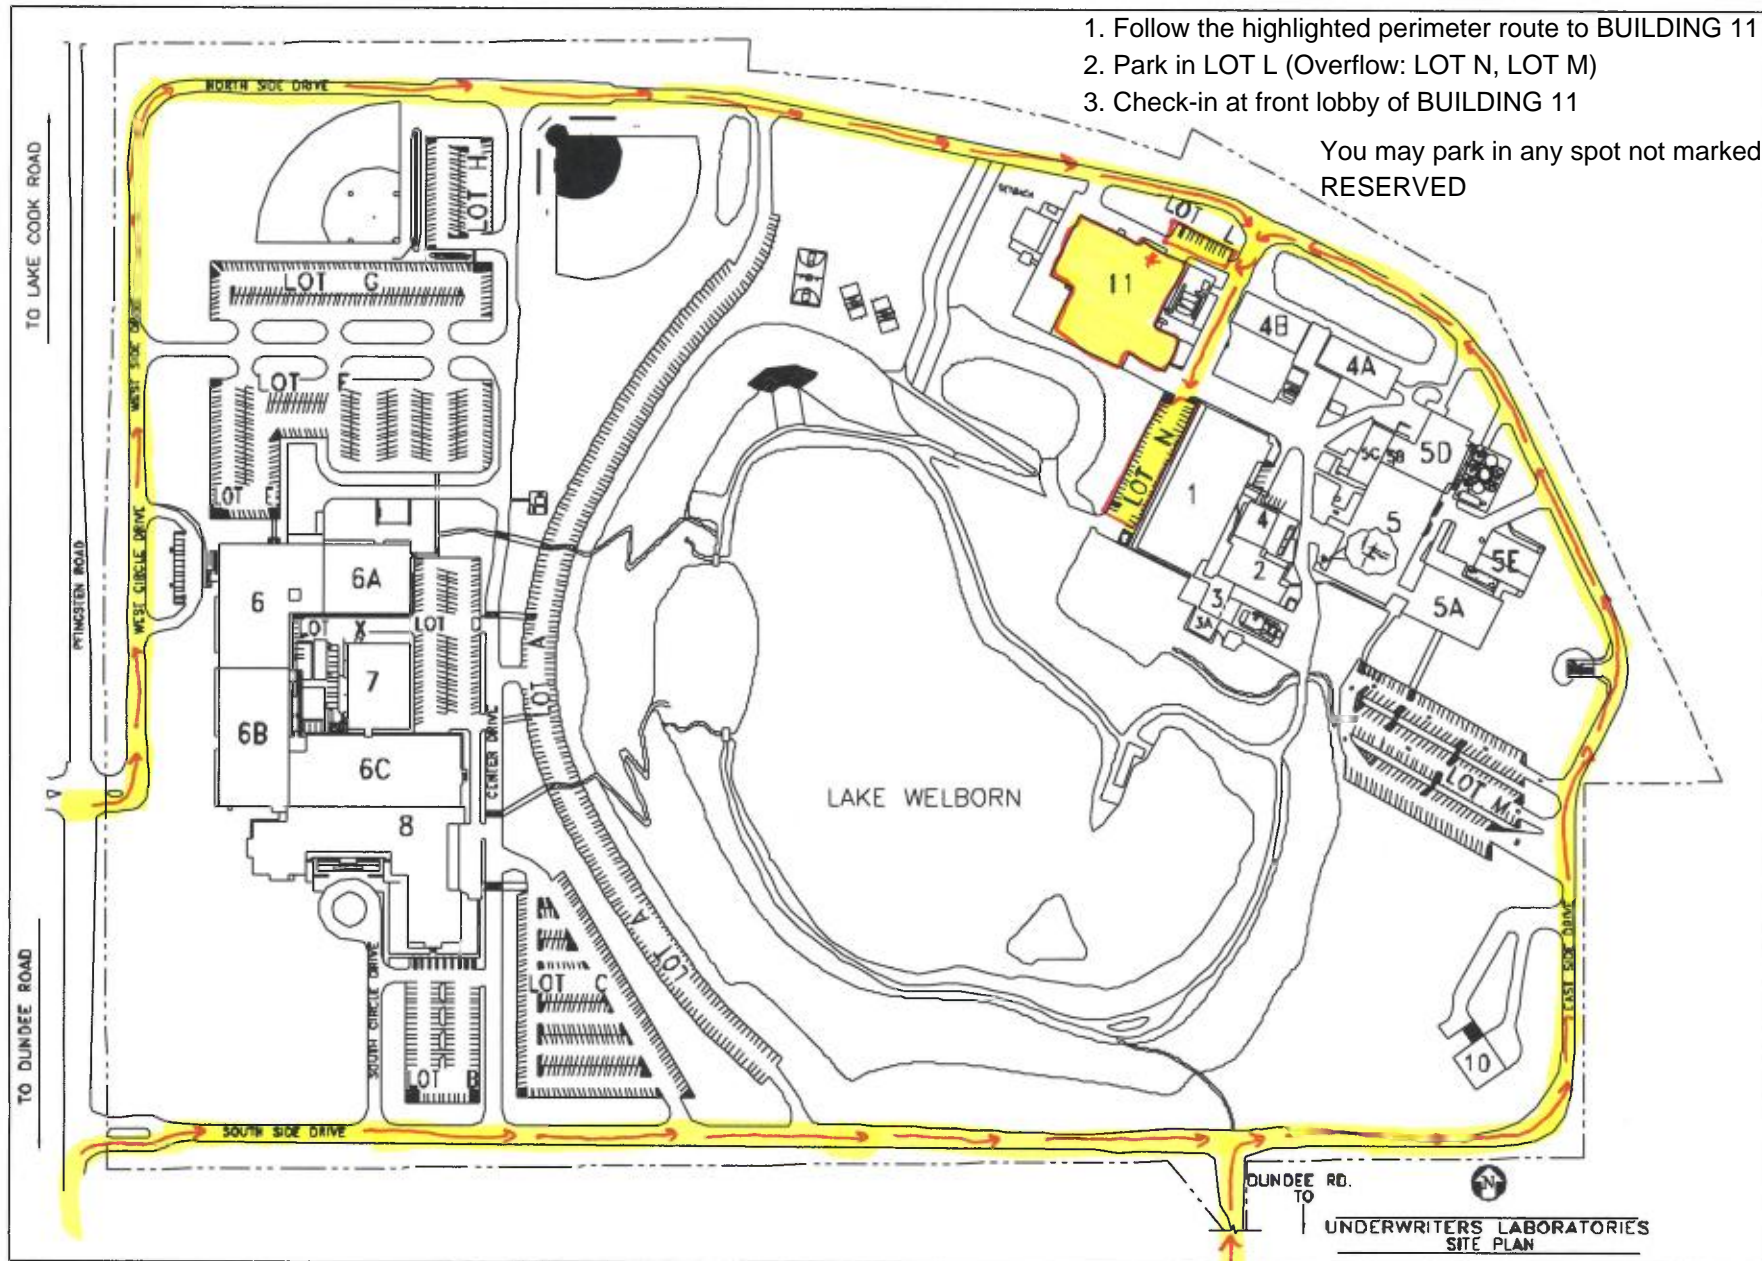 1. Follow the highlighted perimeter route to BUILDING 11
2. Park in LOT L (Overflow: LOT N, LOT M)
3. Check-in at front lobby of BUILDING 11
You may park in any spot not marked
RESERVED
NORTH SIDE DRIVE
TO LAKE COOK ROAD
WEST SIDE DRIVE
LOT H
LOT G
SETBACK
LOT L
11
4B
4A
LOT E
LOT F
LOT N
1
5C
5B
5D
5
5E
5A
4
2
3
3A
PFINGSTEN ROAD
WEST CIRCLE DRIVE
6
6A
LOT X
LOT
7
6B
6C
8
CENTER DRIVE
LOT A
LAKE WELBORN
LOT M
LOT A
LOT C
SOUTH CIRCLE DRIVE
LOT B
EAST SIDE DRIVE
10
TO DUNDEE ROAD
SOUTH SIDE DRIVE
DUNDEE RD.
TO
N
UNDERWRITERS LABORATORIES
SITE PLAN